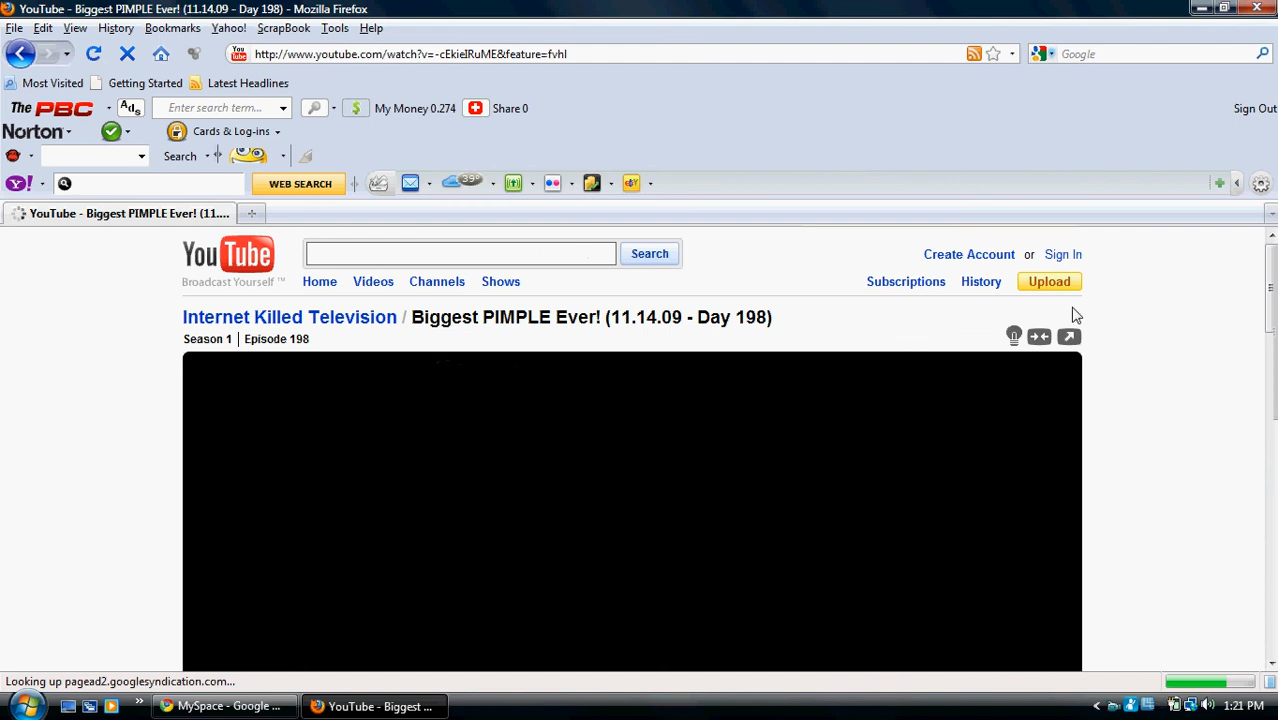 YouTube - Biggest PIMPLE Ever! (11.14.09 - Day 198) - Mozilla Firefox
File Edit View History Bookmarks Yahoo! ScrapBook Tools Help
http://www.youtube.com/watch?v=-cEkieIRuME&feature=fvhl Google
Most Visited Getting Started Latest Headlines
The PBC Ads Enter search term... $ My Money 0.274 Share 0 Sign Out
Norton Cards & Log-ins
Search
Y! WEB SEARCH 39° eBY
YouTube - Biggest PIMPLE Ever! (11....
YouTube Search Create Account or Sign In
Broadcast Yourself ™ Home Videos Channels Shows Subscriptions History Upload
Internet Killed Television / Biggest PIMPLE Ever! (11.14.09 - Day 198)
Season 1 | Episode 198
Looking up pagead2.googlesyndication.com...
MySpace - Google ... YouTube - Biggest ... 1:21 PM